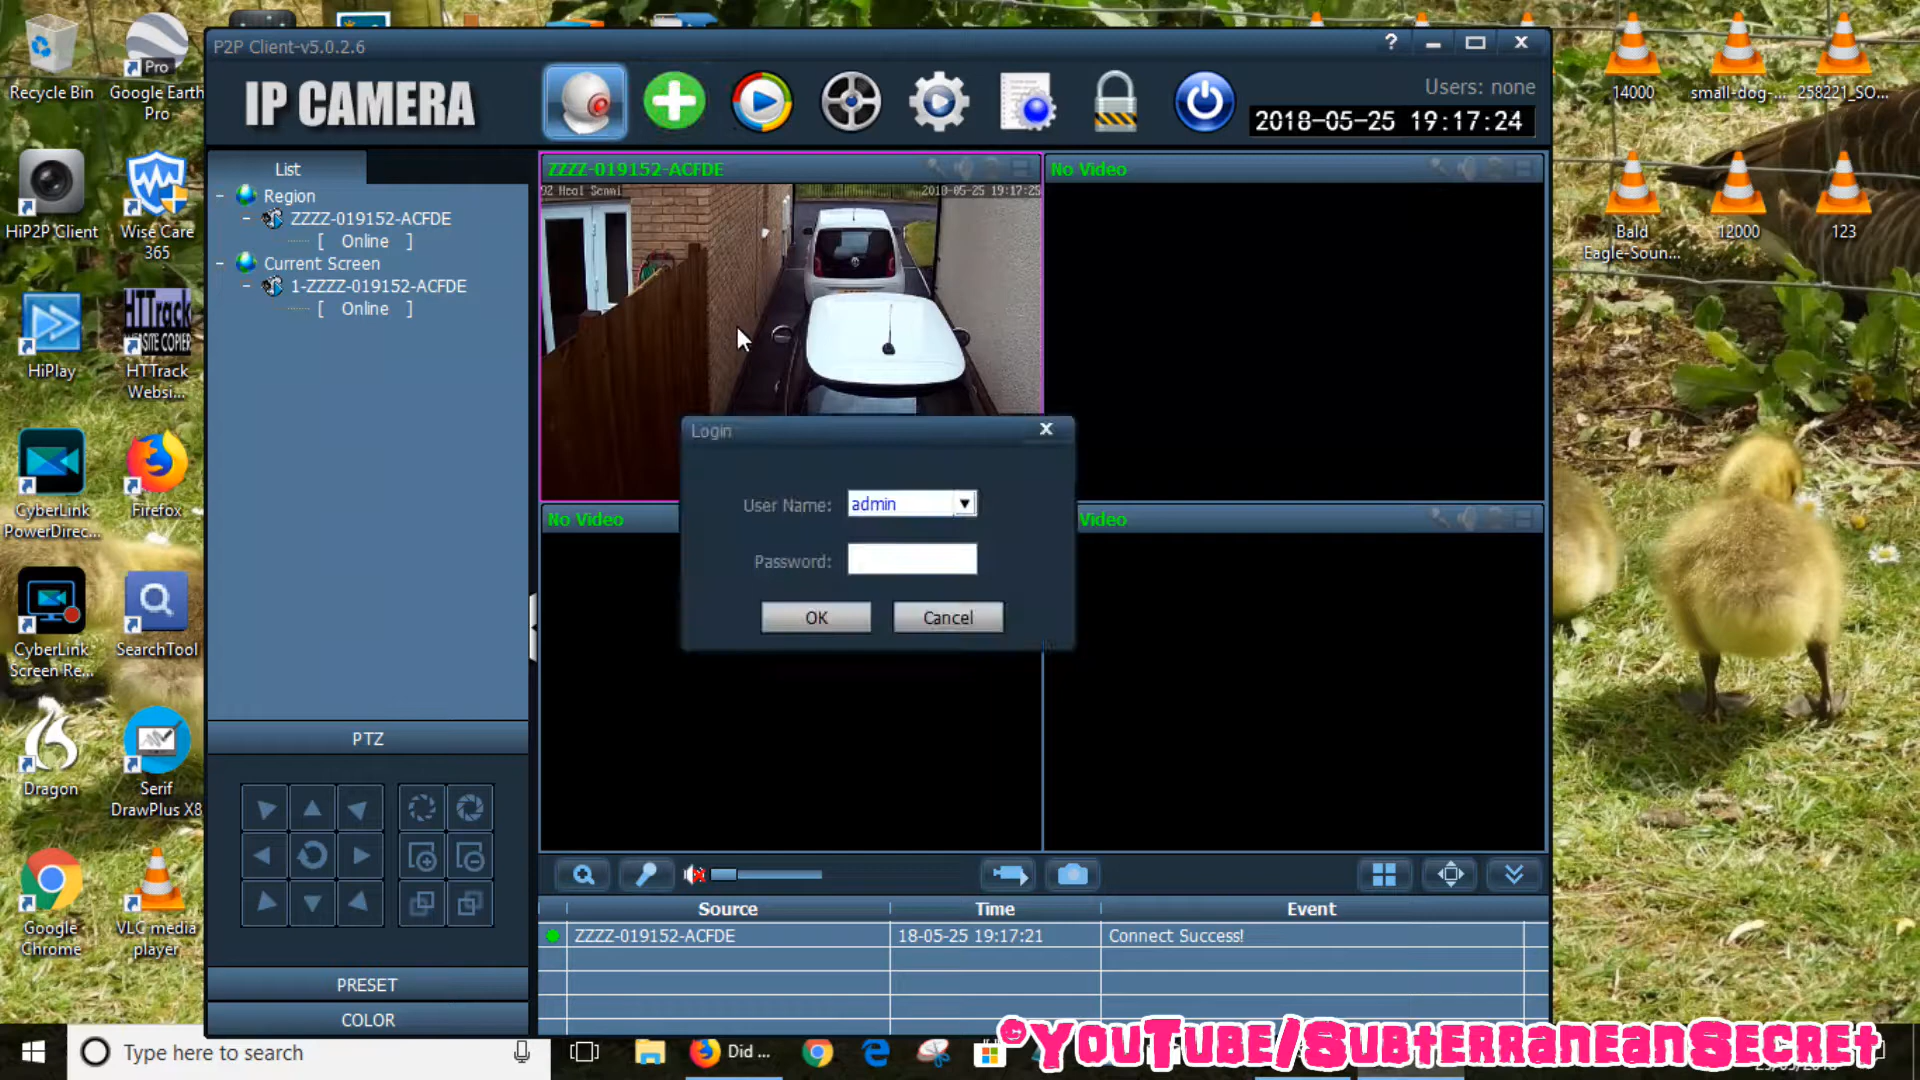 P2P Client-v5.0.2.6
?
IP CAMERA
Users: none
2018-05-25 19:17:24
List
Region
ZZZZ-019152-ACFDE
[ Online ]
Current Screen
1-ZZZZ-019152-ACFDE
[ Online ]
ZZZZ-019152-ACFDE
2018-05-25 19:17:25
No Video
No Video
Video
Login
User Name: admin
Password:
OK
Cancel
PTZ
PRESET
COLOR
Source
Time
Event
ZZZZ-019152-ACFDE
18-05-25 19:17:21
Connect Success!
Recycle Bin
Google Earth
Pro
HiP2P Client
Wise Care
365
HiPlay
HTTrack
WEBSITE COPIER
HTTrack
Websi...
CyberLink
PowerDirec...
Firefox
CyberLink
Screen Re...
SearchTool
Dragon
Serif
DrawPlus X8
Google
Chrome
VLC media
player
14000
small-dog-...
258221_SO...
Bald
Eagle-Soun...
12000
123
Type here to search
Did ...
©YouTube/SubterraneanSecret